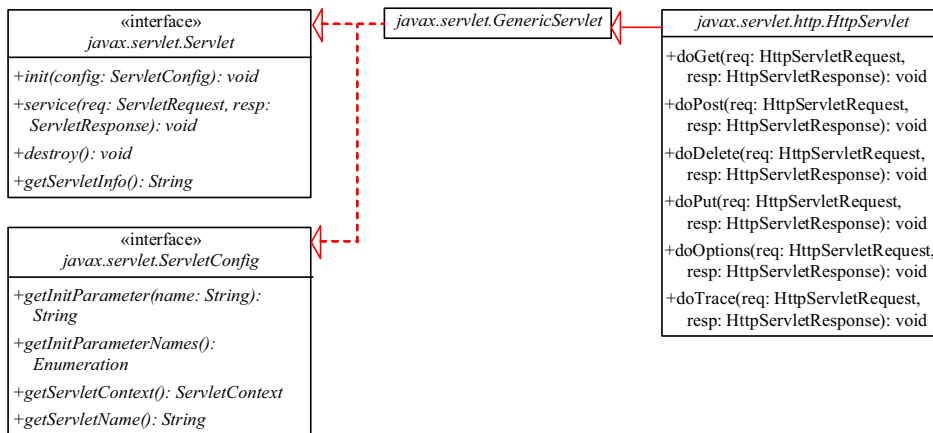 «interface»
javax.servlet.Servlet
+init(config: ServletConfig): void
+service(req: ServletRequest, resp:
ServletResponse): void
+destroy(): void
+getServletInfo(): String
«interface»
javax.servlet.ServletConfig
+getInitParameter(name: String):
String
+getInitParameterNames():
Enumeration
+getServletContext(): ServletContext
+getServletName(): String
javax.servlet.GenericServlet
javax.servlet.http.HttpServlet
+doGet(req: HttpServletRequest,
resp: HttpServletResponse): void
+doPost(req: HttpServletRequest,
resp: HttpServletResponse): void
+doDelete(req: HttpServletRequest,
resp: HttpServletResponse): void
+doPut(req: HttpServletRequest,
resp: HttpServletResponse): void
+doOptions(req: HttpServletRequest,
resp: HttpServletResponse): void
+doTrace(req: HttpServletRequest,
resp: HttpServletResponse): void